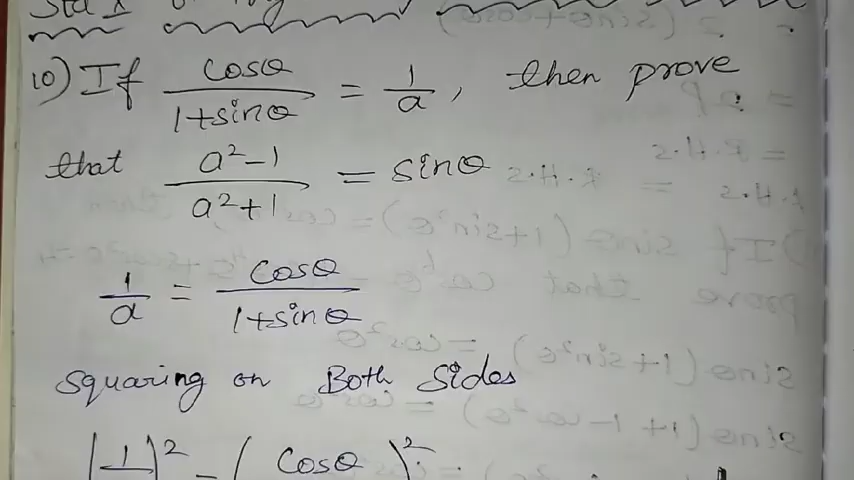 10) If cosθ/1+sinθ = 1/a, then prove
that a²-1/a²+1 = sinθ
1/a = cosθ/1+sinθ
Squaring on Both Sides
(1/ )² = ( cosθ )²